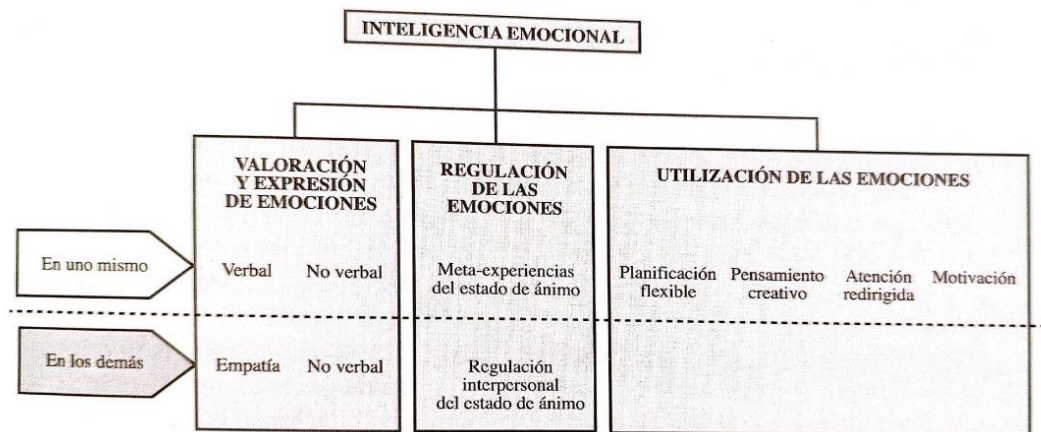 INTELIGENCIA EMOCIONAL
VALORACIÓN
Y EXPRESIÓN
DE EMOCIONES
REGULACIÓN
DE LAS
EMOCIONES
UTILIZACIÓN DE LAS EMOCIONES
En uno mismo
Verbal
No verbal
Meta-experiencias
del estado de ánimo
Planificación
flexible
Pensamiento
creativo
Atención
redirigida
Motivación
En los demás
Empatía
No verbal
Regulación
interpersonal
del estado de ánimo